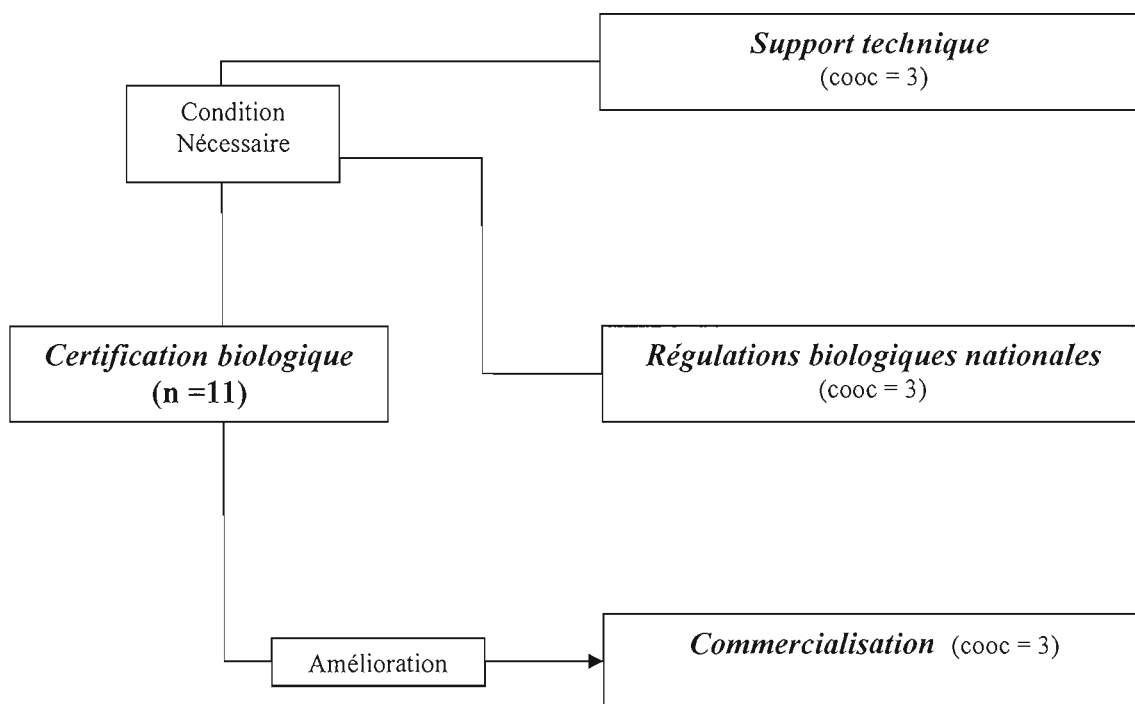 Support technique
(cooc = 3)
Condition
Nécessaire
Certification biologique
(n =11)
Régulations biologiques nationales
(cooc = 3)
Amélioration
Commercialisation (cooc = 3)